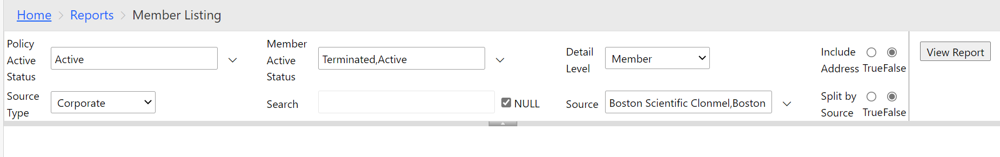 Home > Reports > Member Listing
Policy Active Status
Active
Member Active Status
Terminated,Active
Detail Level
Member
Include Address
True False
View Report
Source Type
Corporate
Search
NULL
Source
Boston Scientific Clonmel,Boston
Split by Source
True False